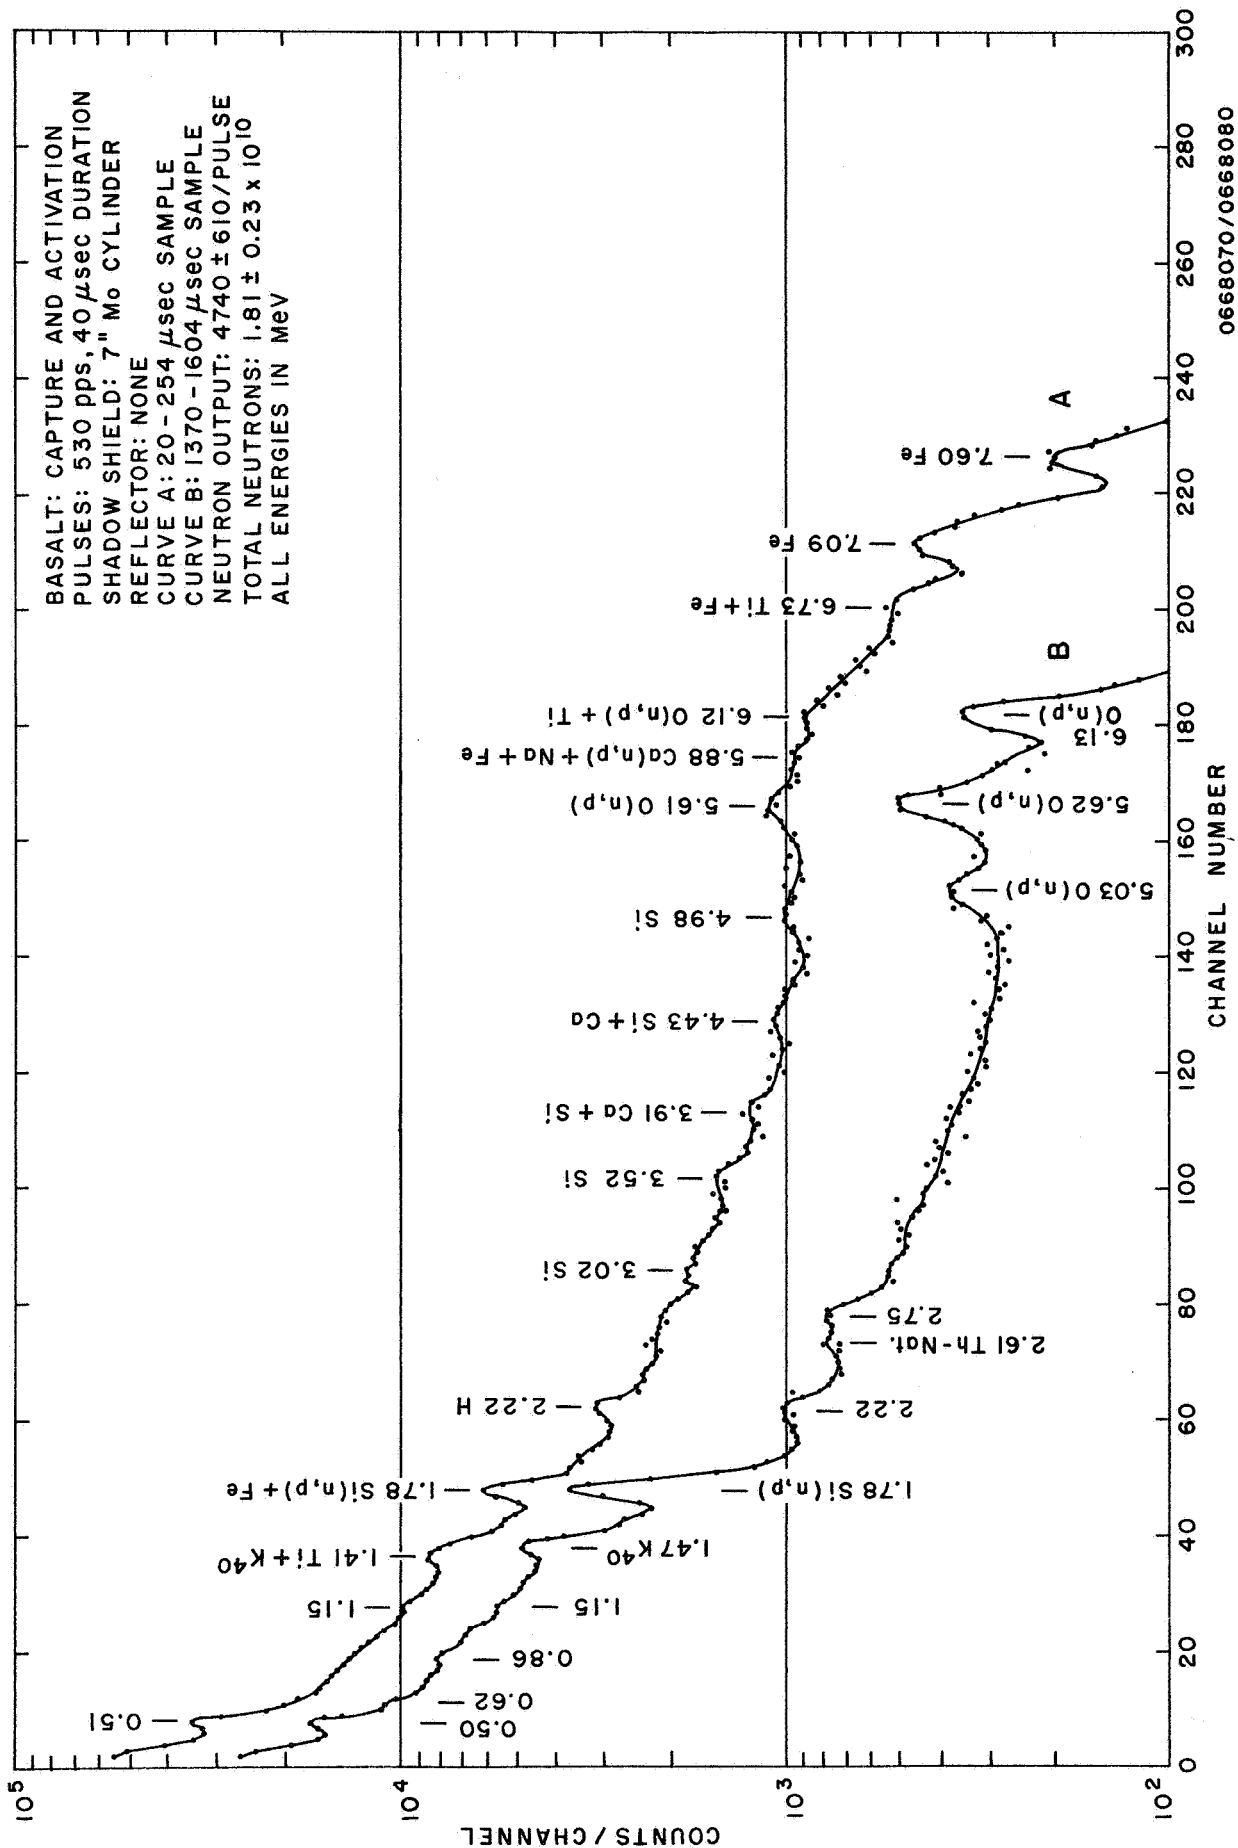 BASALT: CAPTURE AND ACTIVATION
PULSES: 530 pps, 40 μsec DURATION
SHADOW SHIELD: 7" Mo CYLINDER
REFLECTOR: NONE
CURVE A: 20-254 μsec SAMPLE
CURVE B: 1370-1604 μsec SAMPLE
NEUTRON OUTPUT: 4740 ± 610/PULSE
TOTAL NEUTRONS: 1.81 ± 0.23 x 10^10
ALL ENERGIES IN MeV
10^5
10^4
10^3
10^2
COUNTS / CHANNEL
0.51
1.15
1.41 Ti + K40
1.78 Si(n,p) + Fe
2.22 H
3.02 Si
3.52 Si
3.91 Ca + Si
4.43 Si + Ca
4.98 Si
5.61 O(n,p)
5.88 Ca(n,p) + Na + Fe
6.12 O(n,p) + Ti
6.73 Ti + Fe
7.09 Fe
7.60 Fe
A
0.50
0.62
0.86
1.15
1.47 K40
1.78 Si(n,p)
2.22
2.61 Th-Nat.
2.75
5.03 O(n,p)
5.62 O(n,p)
6.13
O(n,p)
B
0 20 40 60 80 100 120 140 160 180 200 220 240 260 280 300
CHANNEL NUMBER
0668070/0668080